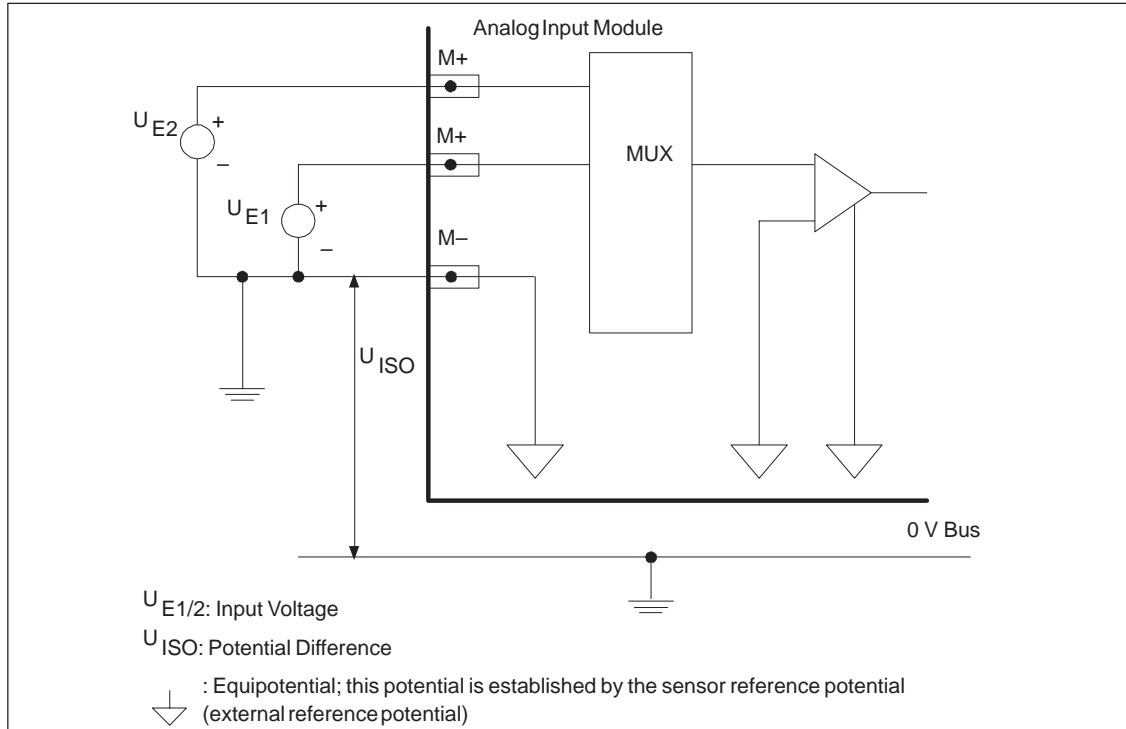 Analog Input Module
M+
U E2
+
–
M+
MUX
U E1
+
–
M–
U ISO
0 V Bus
U E1/2: Input Voltage
U ISO: Potential Difference
: Equipotential; this potential is established by the sensor reference potential
(external reference potential)